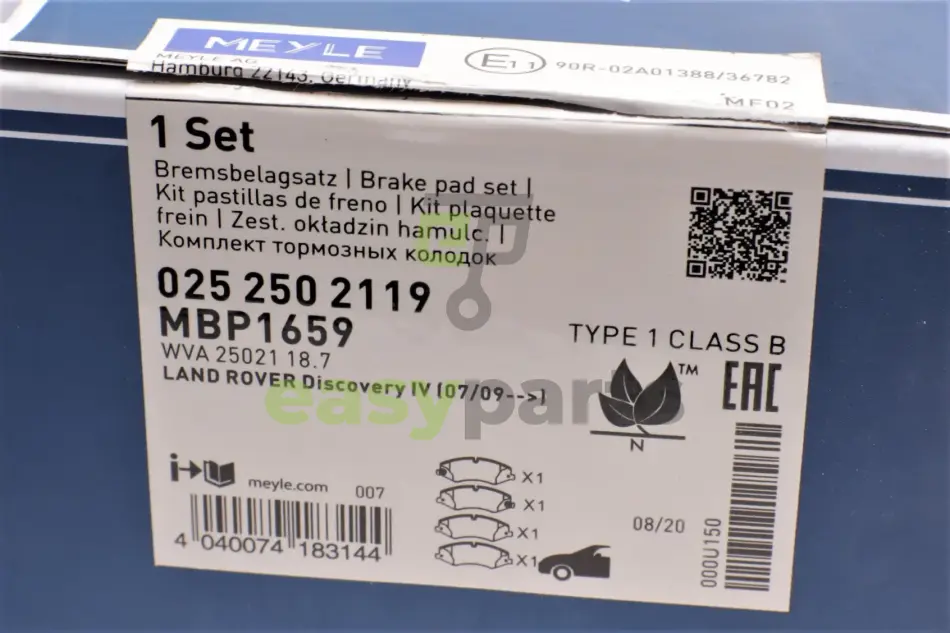 MEYLE
MEYLE AG
Hamburg 22143, Germany
E11
90R-02A01388/36782
MF02
1 Set
Bremsbelagsatz | Brake pad set |
Kit pastillas de freno | Kit plaquette
frein | Zest. okładzin hamulc. |
Комплект тормозных колодок
025 250 2119
MBP1659
WVA 25021 18.7
LAND ROVER Discovery IV (07/09-->)
TYPE 1 CLASS B
TM
EAC
N
easyparts
meyle.com
007
4 040074 183144
X1
X1
X1
X1
08/20
000U150